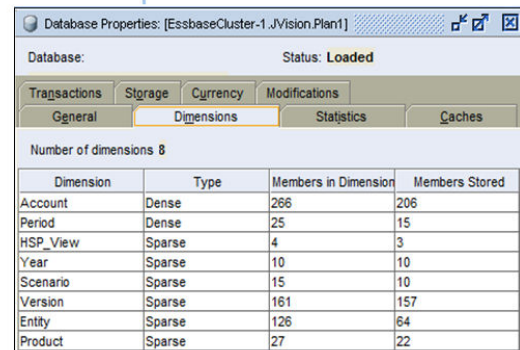 Database Properties: [EssbaseCluster-1.JVision.Plan1]
Database: Status: Loaded
Transactions Storage Currency Modifications
General Dimensions Statistics Caches
Number of dimensions 8
Dimension Type Members in Dimension Members Stored
Account Dense 266 206
Period Dense 25 15
HSP_View Sparse 4 3
Year Sparse 10 10
Scenario Sparse 15 10
Version Sparse 161 157
Entity Sparse 126 64
Product Sparse 27 22